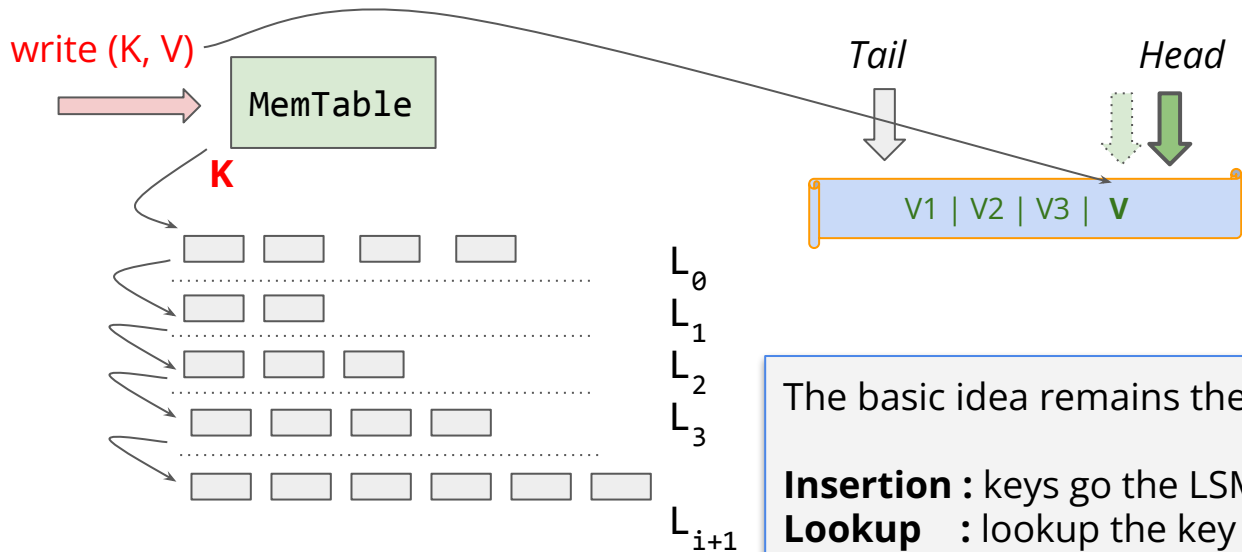 write (K, V)
MemTable
K
Tail
Head
V1 | V2 | V3 | V
L0
L1
L2
L3
Li+1
The basic idea remains the
Insertion : keys go the LSM
Lookup : lookup the key